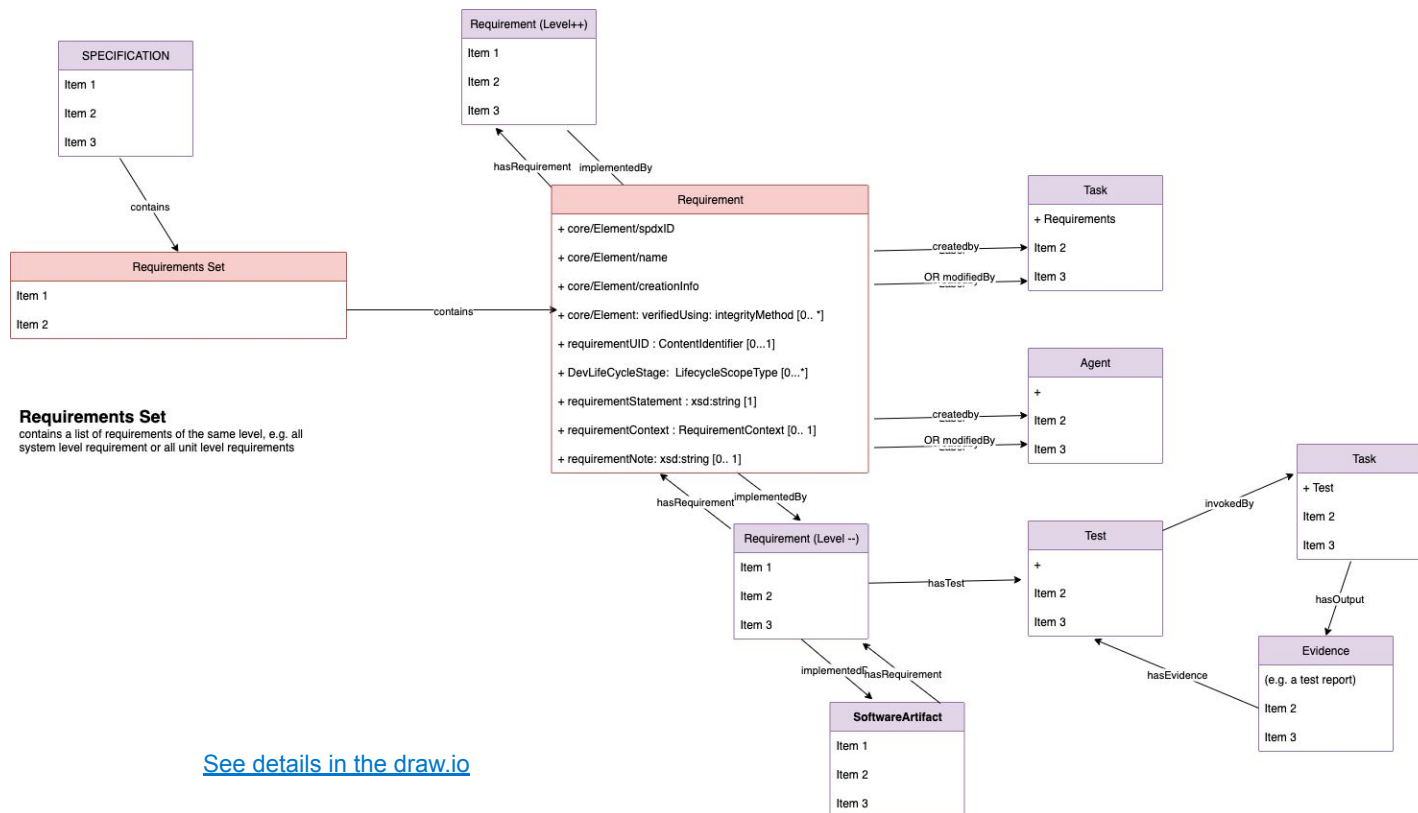 Requirement (Level++)
Item 1
Item 2
Item 3
SPECIFICATION
Item 1
Item 2
Item 3
hasRequirement
implementedBy
contains
Requirements Set
Item 1
Item 2
contains
Requirement
+ core/Element/spdxID
+ core/Element/name
+ core/Element/creationInfo
+ core/Element: verifiedUsing: integrityMethod [0.. *]
+ requirementUID : ContentIdentifier [0...1]
+ DevLifeCycleStage: LifecycleScopeType [0...*]
+ requirementStatement : xsd:string [1]
+ requirementContext : RequirementContext [0.. 1]
+ requirementNote: xsd:string [0.. 1]
createdby
OR modifiedBy
Task
+ Requirements
Item 2
Item 3
createdby
OR modifiedBy
Agent
+
Item 2
Item 3
Requirements Set
contains a list of requirements of the same level, e.g. all
system level requirement or all unit level requirements
hasRequirement
implementedBy
Requirement (Level --)
Item 1
Item 2
Item 3
hasTest
Test
+
Item 2
Item 3
invokedBy
Task
+ Test
Item 2
Item 3
hasOutput
Evidence
(e.g. a test report)
Item 2
Item 3
hasEvidence
hasRequirement
SoftwareArtifact
Item 1
Item 2
Item 3
See details in the draw.io